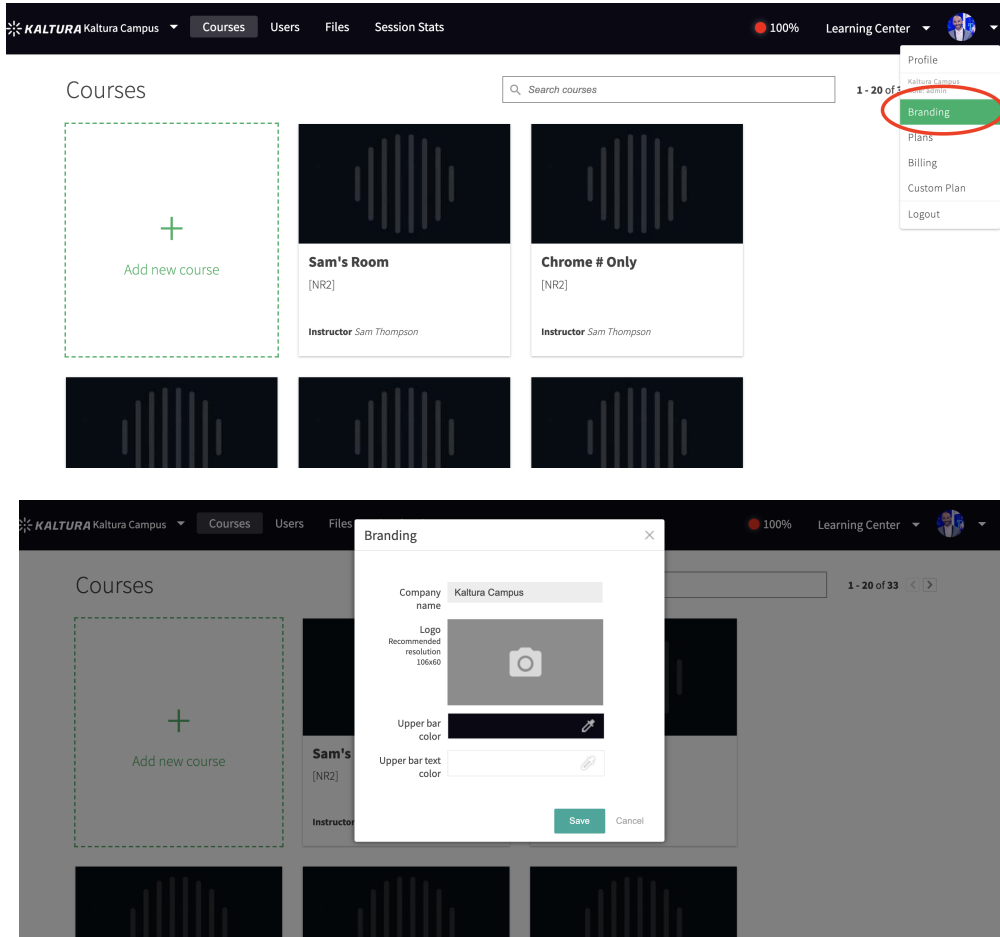 KALTURA Kaltura Campus Courses Users Files Session Stats 100% Learning Center
Profile
Kaltura Campus
admin
Branding
Plans
Billing
Custom Plan
Logout
Courses Search courses 1 - 20 of
Add new course
Sam's Room
[NR2]
Instructor Sam Thompson
Chrome # Only
[NR2]
Instructor Sam Thompson
KALTURA Kaltura Campus Courses Users Files 100% Learning Center
Courses 1 - 20 of 33
Add new course
Sam's
[NR2]
Instructor
Branding
Company
name
Kaltura Campus
Logo
Recommended
resolution
106x60
Upper bar
color
Upper bar text
color
Save Cancel